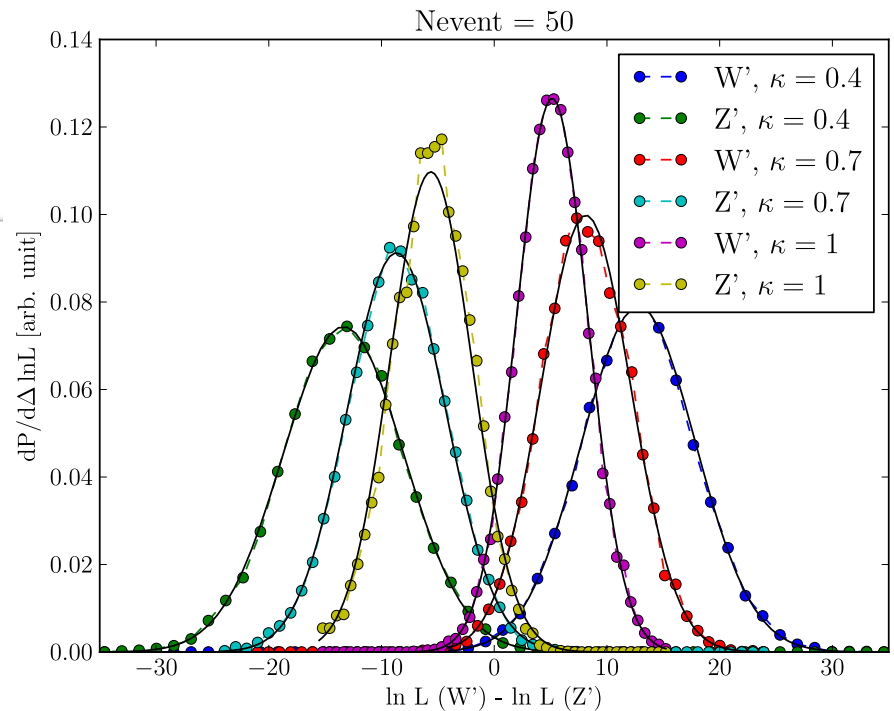 Nevent = 50
0.14
0.12
0.10
0.08
0.06
0.04
0.02
0.00
dP/dΔ lnL [arb. unit]
W', κ = 0.4
Z', κ = 0.4
W', κ = 0.7
Z', κ = 0.7
W', κ = 1
Z', κ = 1
−30 −20 −10 0 10 20 30
ln L (W') - ln L (Z')